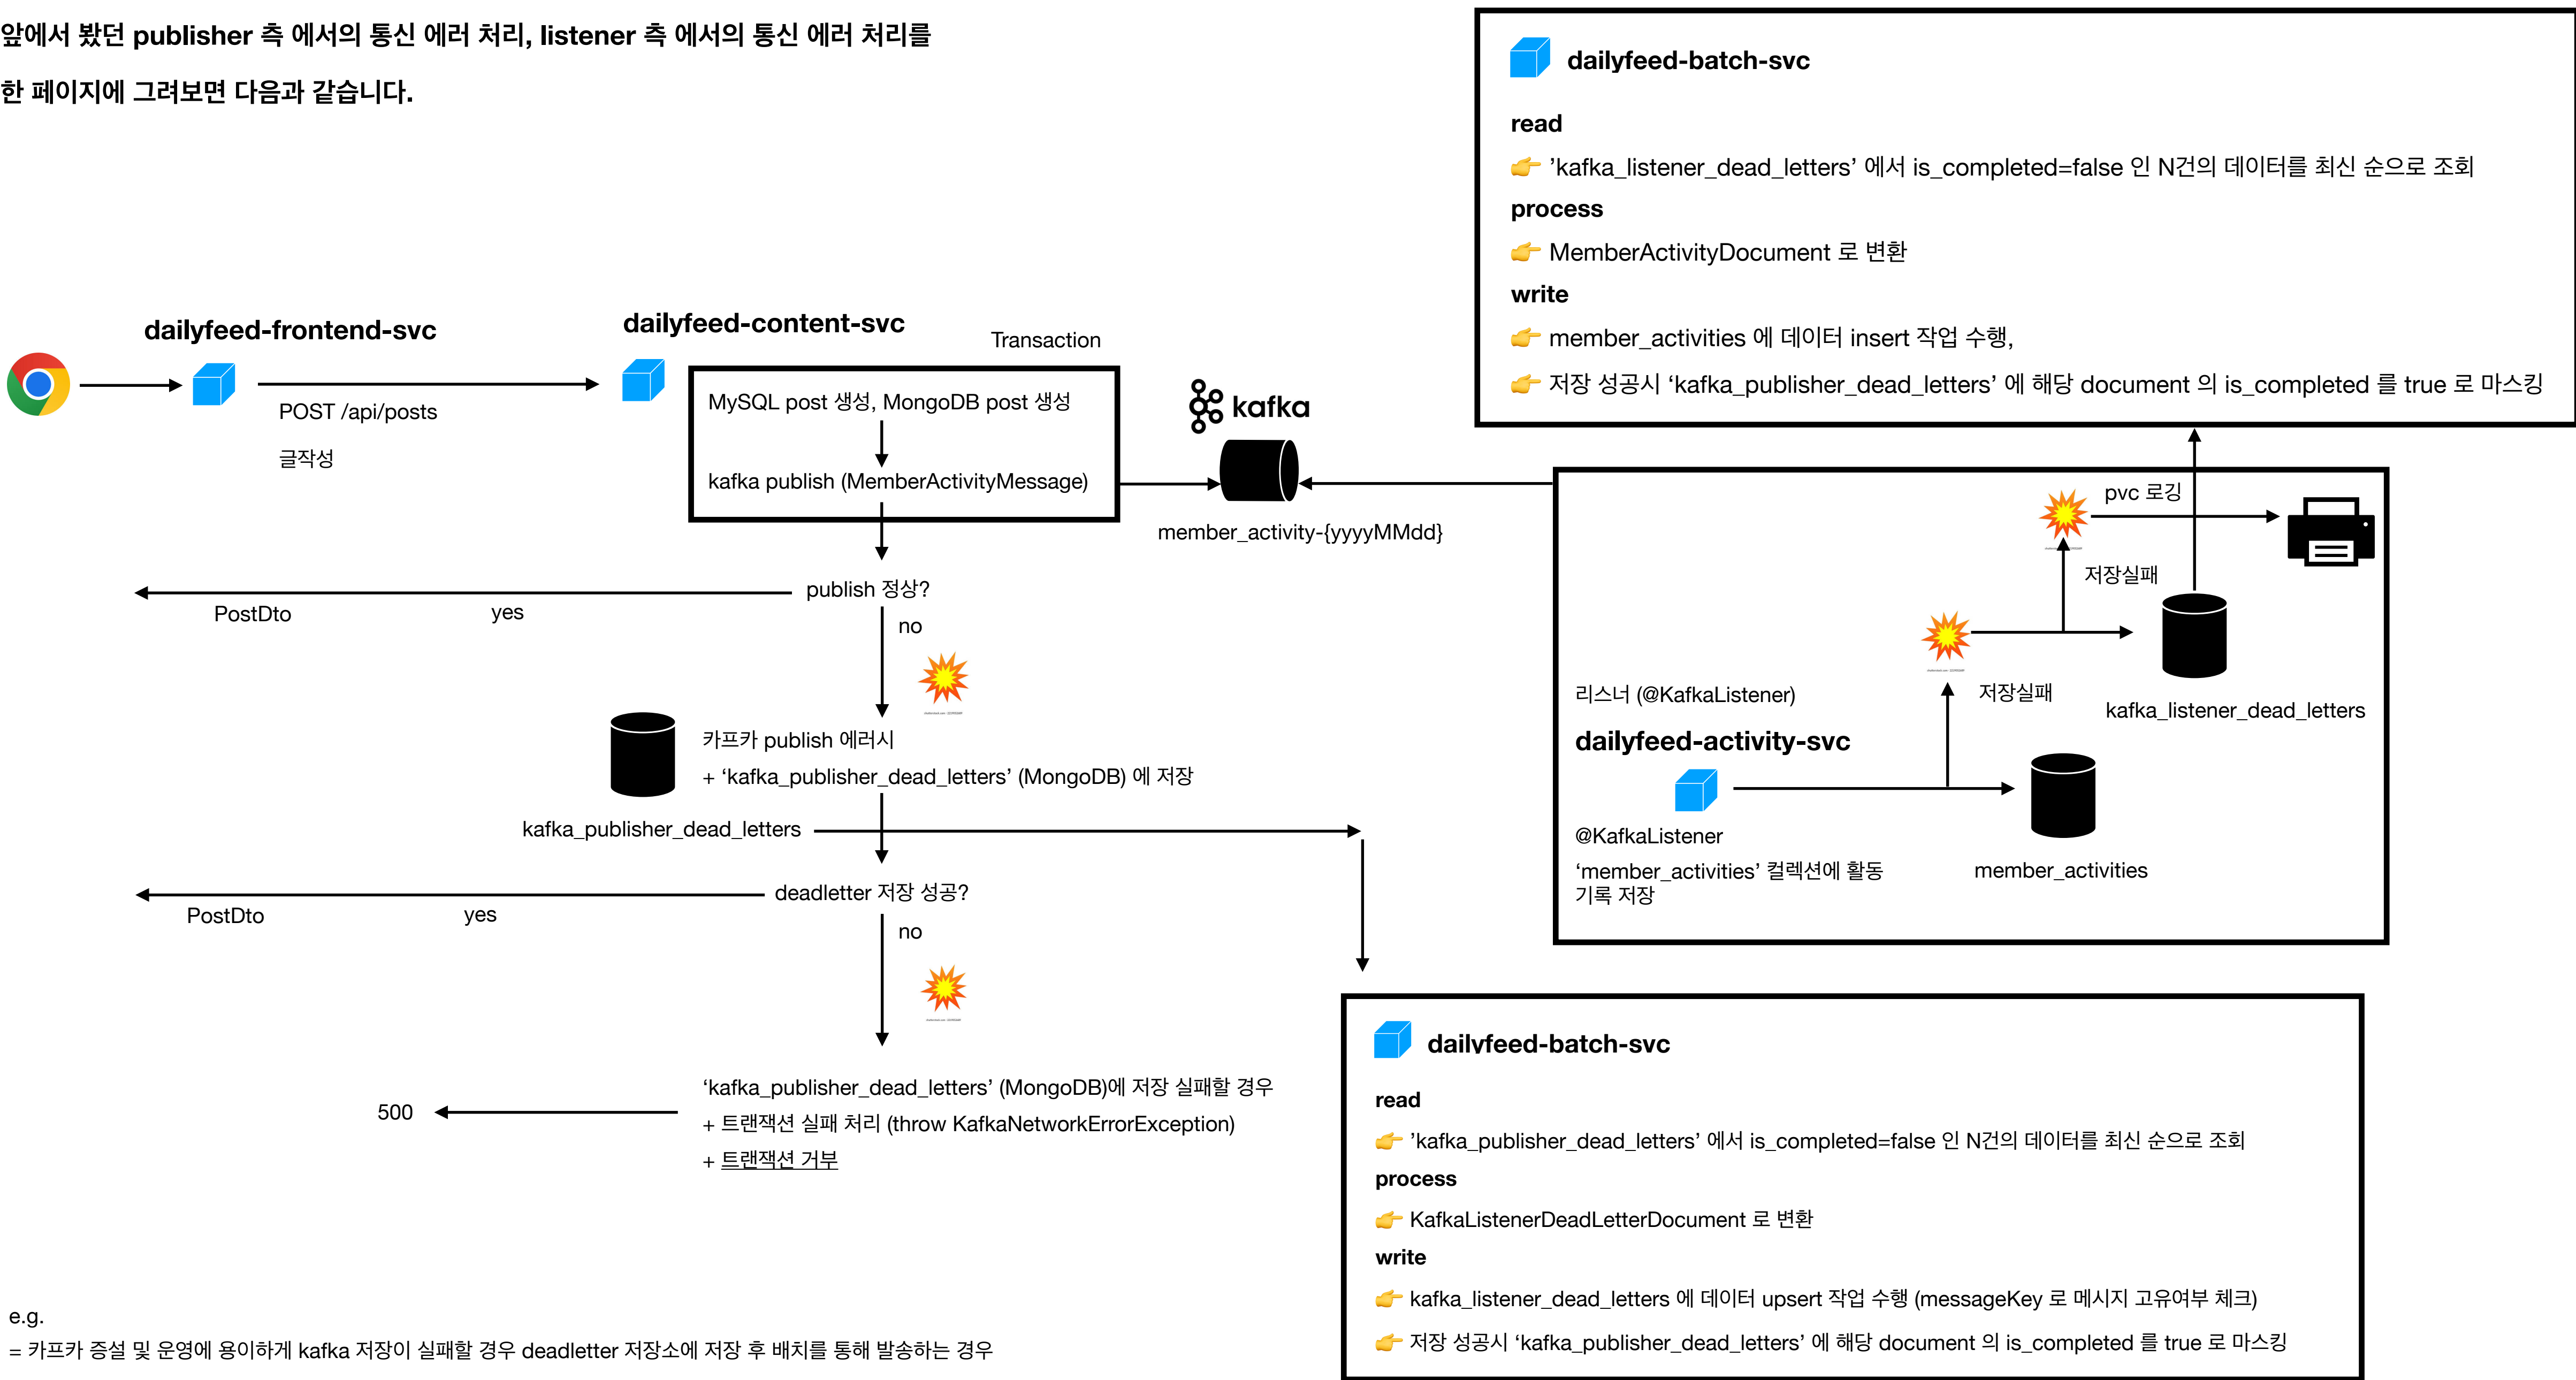 앞에서 봤던 publisher 측 에서의 통신 에러 처리, listener 측 에서의 통신 에러 처리를
한 페이지에 그려보면 다음과 같습니다.
dailyfeed-batch-svc
read
👉 ’kafka_listener_dead_letters’ 에서 is_completed=false 인 N건의 데이터를 최신 순으로 조회
process
👉 MemberActivityDocument 로 변환
write
👉 member_activities 에 데이터 insert 작업 수행,
👉 저장 성공시 ‘kafka_publisher_dead_letters’ 에 해당 document 의 is_completed 를 true 로 마스킹
dailyfeed-frontend-svc
POST /api/posts
글작성
dailyfeed-content-svc
Transaction
MySQL post 생성, MongoDB post 생성
kafka publish (MemberActivityMessage)
kafka
member_activity-{yyyyMMdd}
publish 정상?
PostDto
yes
no
카프카 publish 에러시
+ ‘kafka_publisher_dead_letters’ (MongoDB) 에 저장
kafka_publisher_dead_letters
deadletter 저장 성공?
PostDto
yes
no
‘kafka_publisher_dead_letters’ (MongoDB)에 저장 실패할 경우
+ 트랜잭션 실패 처리 (throw KafkaNetworkErrorException)
+ 트랜잭션 거부
500
pvc 로깅
저장실패
저장실패
kafka_listener_dead_letters
리스너 (@KafkaListener)
dailyfeed-activity-svc
@KafkaListener
‘member_activities’ 컬렉션에 활동
기록 저장
member_activities
dailyfeed-batch-svc
read
👉 ’kafka_publisher_dead_letters’ 에서 is_completed=false 인 N건의 데이터를 최신 순으로 조회
process
👉 KafkaListenerDeadLetterDocument 로 변환
write
👉 kafka_listener_dead_letters 에 데이터 upsert 작업 수행 (messageKey 로 메시지 고유여부 체크)
👉 저장 성공시 ‘kafka_publisher_dead_letters’ 에 해당 document 의 is_completed 를 true 로 마스킹
e.g.
= 카프카 증설 및 운영에 용이하게 kafka 저장이 실패할 경우 deadletter 저장소에 저장 후 배치를 통해 발송하는 경우